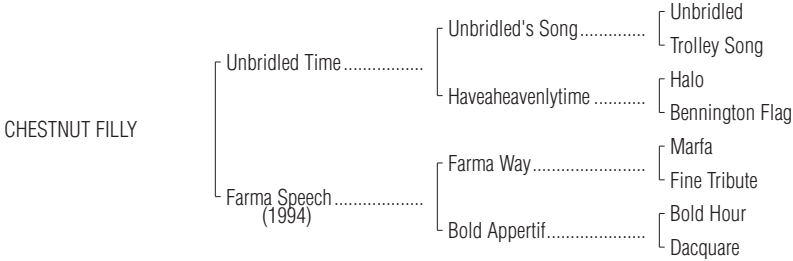 Unbridled
Unbridled's Song..............
Trolley Song
Unbridled Time.................
Halo
Haveaheavenlytime...........
Bennington Flag
CHESTNUT FILLY
Marfa
Farma Way........................
Fine Tribute
Farma Speech...................
(1994)
Bold Hour
Bold Appertif.....................
Dacquare